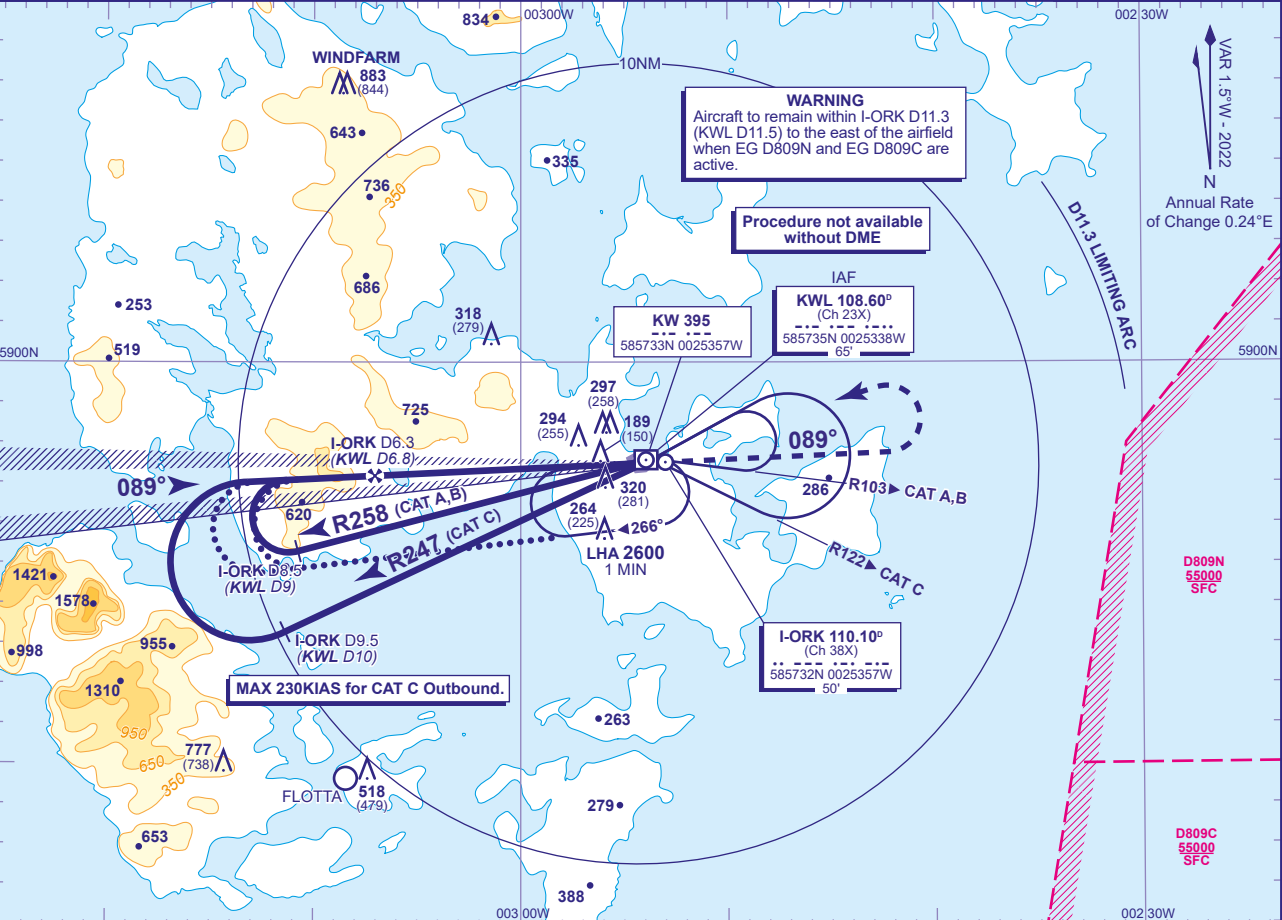 834
00300W
002 30W
WINDFARM
883
(844)
10NM
VAR 1.5°W - 2022
N
Annual Rate
of Change 0.24°E
WARNING
Aircraft to remain within I-ORK D11.3
(KWL D11.5) to the east of the airfield
when EG D809N and EG D809C are
active.
643
335
736
350
Procedure not available
without DME
D11.3 LIMITING ARC
686
253
318
(279)
IAF
KWL 108.60ᴰ
(Ch 23X)
–·– ·–– ·–··
585735N 0025338W
65'
KW 395
–·– ·––
585733N 0025357W
5900N
5900N
519
297
(258)
725
294
(255)
189
(150)
I-ORK D6.3
(KWL D6.8)
089°
089°
286
R103 CAT A,B
320
(281)
620
R258 (CAT A,B)
264
(225)
266°
R247 (CAT C)
LHA 2600
1 MIN
R122 CAT C
I-ORK D8.5
(KWL D9)
1421
1578
D809N
55000
SFC
998
955
I-ORK D9.5
(KWL D10)
I-ORK 110.10ᴰ
(Ch 38X)
·· ––– ·–· –·–
585732N 0025357W
50'
1310
MAX 230KIAS for CAT C Outbound.
263
950
777
(738)
650
350
FLOTTA
518
(479)
279
653
D809C
55000
SFC
388
003 00W
002 30W